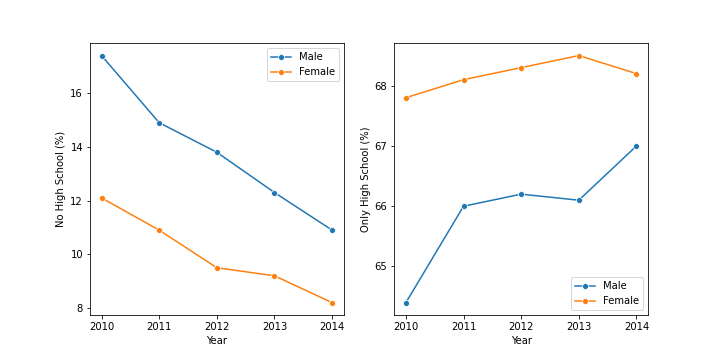 No High School (%)
16
14
12
10
8
2010 2011 2012 2013 2014
Year
Male
Female
Only High School (%)
68
67
66
65
2010 2011 2012 2013 2014
Year
Male
Female